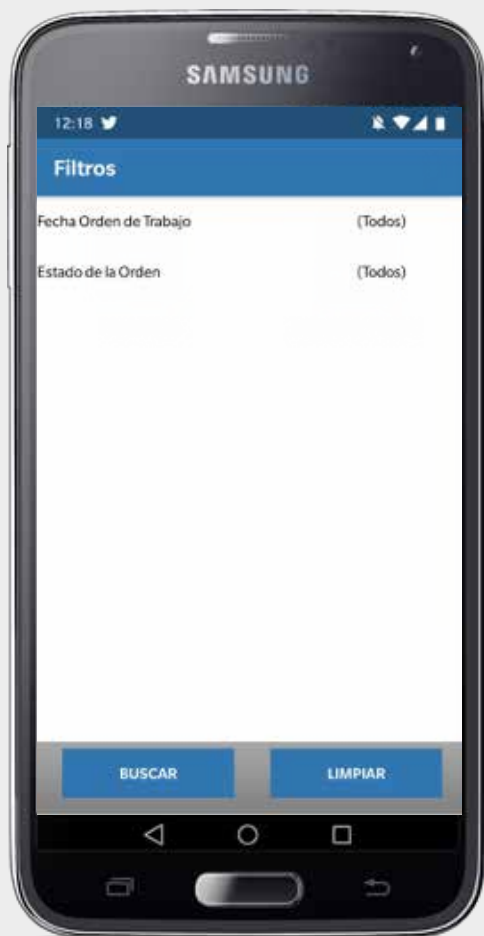 SAMSUNG
12:18
Filtros
Fecha Orden de Trabajo (Todos)
Estado de la Orden (Todos)
BUSCAR LIMPIAR